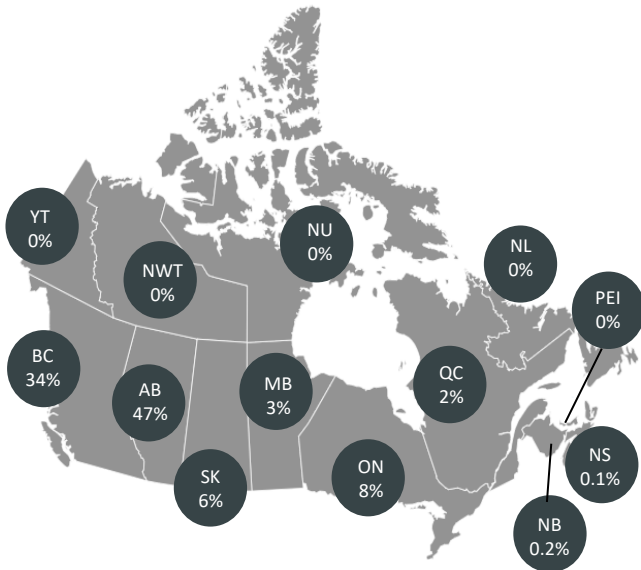 YT
0%
NWT
0%
NU
0%
NL
0%
PEI
0%
BC
34%
AB
47%
MB
3%
QC
2%
SK
6%
ON
8%
NS
0.1%
NB
0.2%